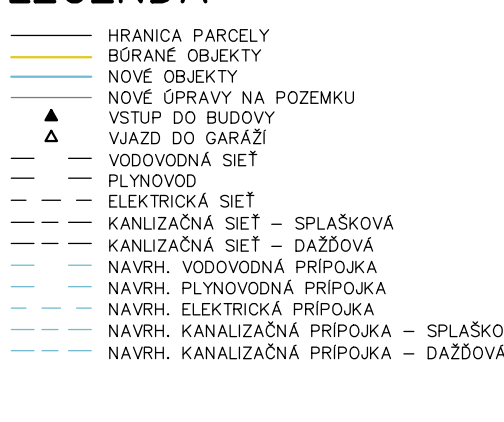 LEGENDA
HRANICA PARCELY
BÚRANÉ OBJEKTY
NOVÉ OBJEKTY
NOVÉ ÚPRAVY NA POZEMKU
VSTUP DO BUDOVY
VJAZD DO GARÁŽÍ
VODOVODNÁ SIEŤ
PLYNOVOD
ELEKTRICKÁ SIEŤ
KANLIZAČNÁ SIEŤ – SPLAŠKOVÁ
KANLIZAČNÁ SIEŤ – DAŽĎOVÁ
NAVRH. VODOVODNÁ PRÍPOJKA
NAVRH. PLYNOVODNÁ PRÍPOJKA
NAVRH. ELEKTRICKÁ PRÍPOJKA
NAVRH. KANALIZAČNÁ PRÍPOJKA – SPLAŠKO
NAVRH. KANALIZAČNÁ PRÍPOJKA – DAŽĎOVÁ